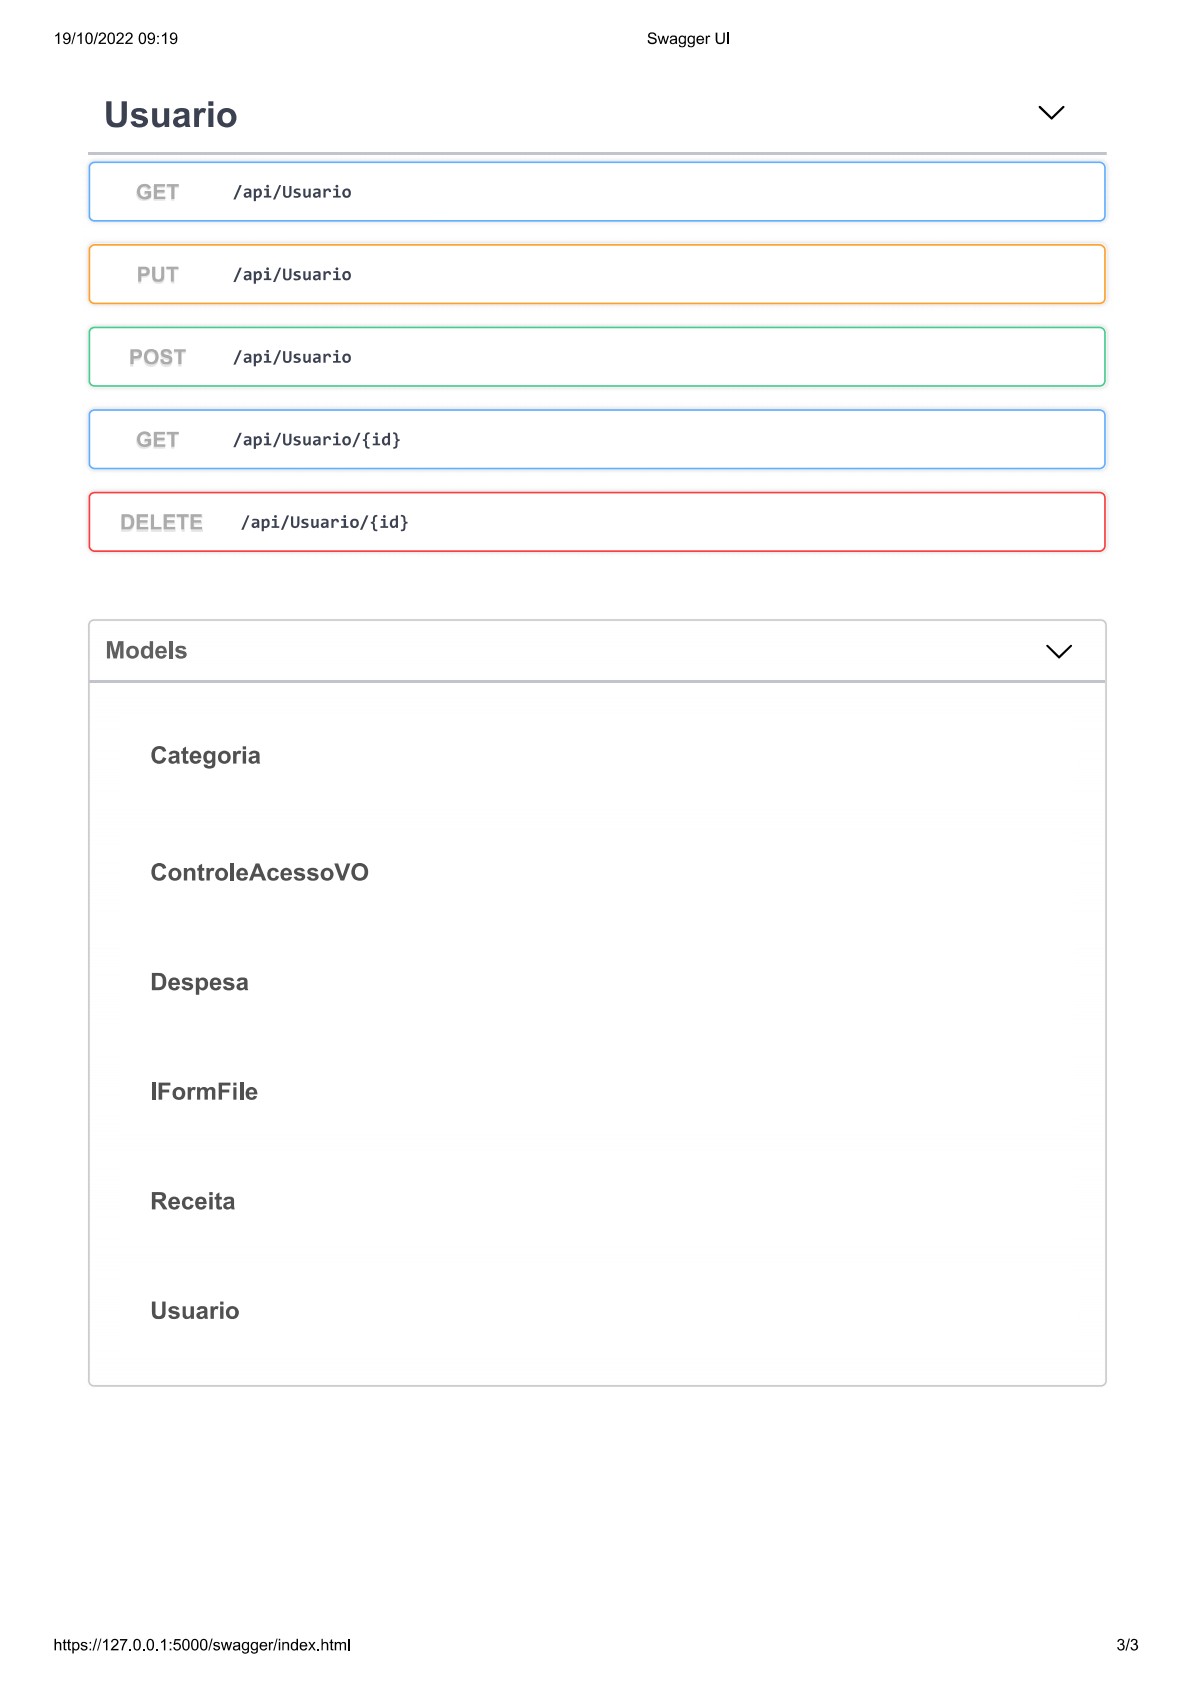 19/10/2022 09:19 Swagger UI
Usuario
GET /api/Usuario
PUT /api/Usuario
POST /api/Usuario
GET /api/Usuario/{id}
DELETE /api/Usuario/{id}
Models
Categoria
ControleAcessoVO
Despesa
IFormFile
Receita
Usuario
https://127.0.0.1:5000/swagger/index.html 3/3